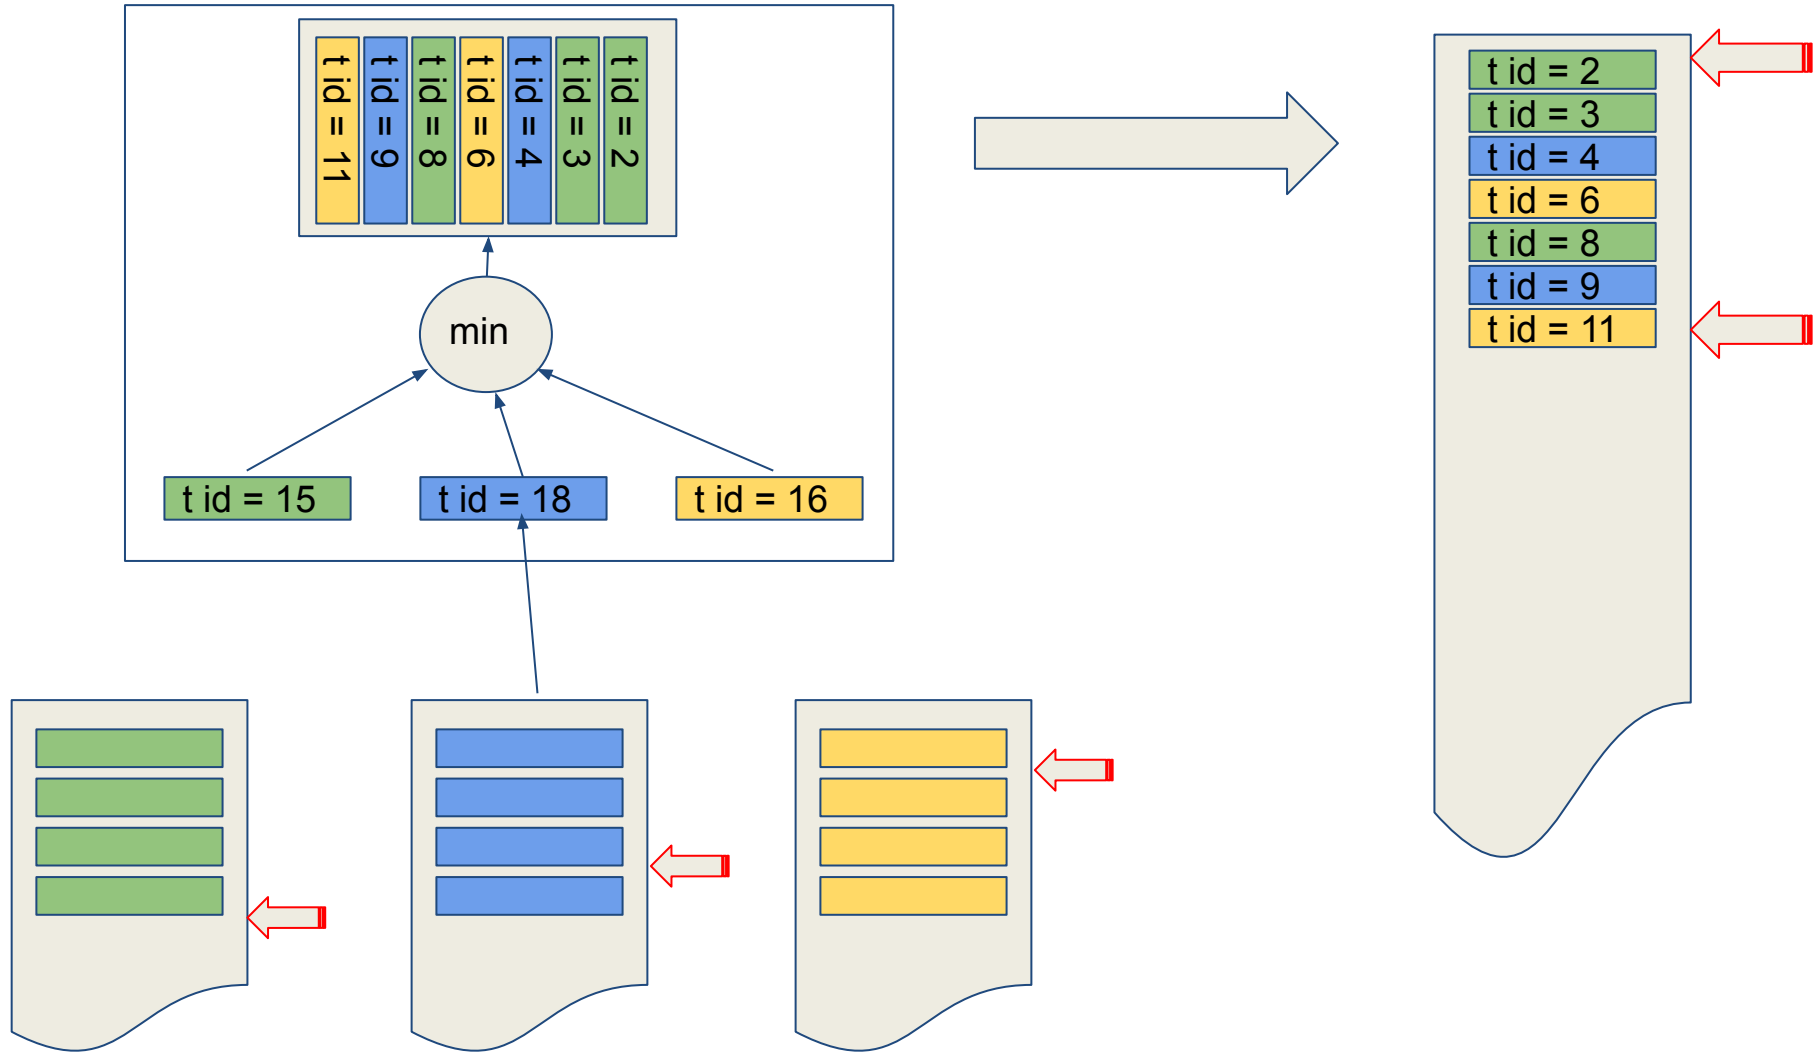 t id = 11
t id = 9
t id = 8
t id = 6
t id = 4
t id = 3
t id = 2
min
t id = 15
t id = 18
t id = 16
t id = 2
t id = 3
t id = 4
t id = 6
t id = 8
t id = 9
t id = 11